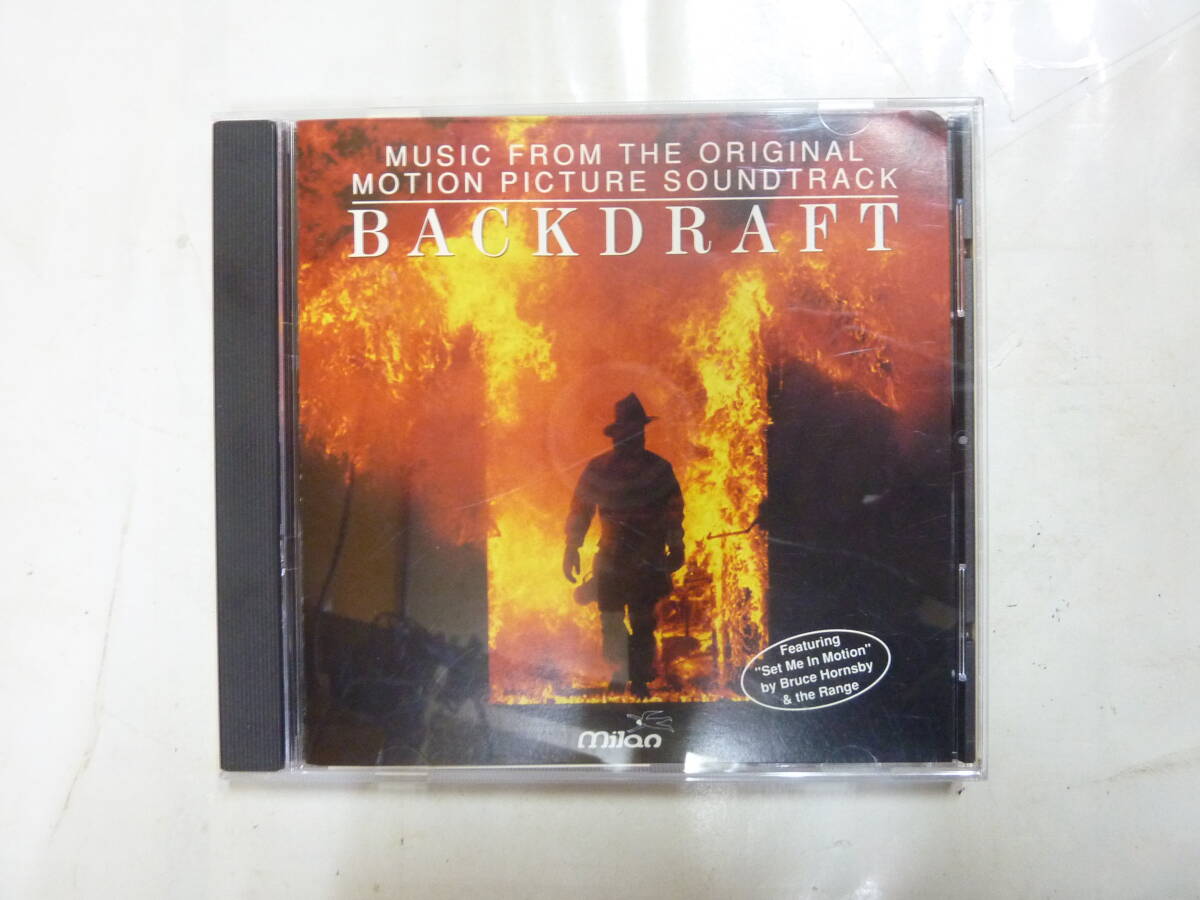 MUSIC FROM THE ORIGINAL
MOTION PICTURE SOUNDTRACK
BACKDRAFT
Featuring
"Set Me In Motion"
by Bruce Hornsby
& the Range
milan